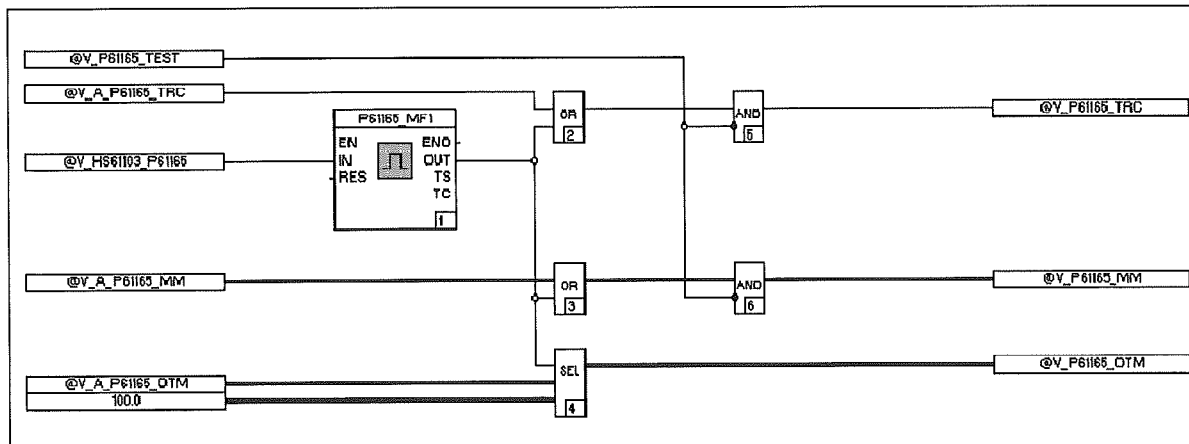 @V_P61165_TEST
@V_A_P61165_TRC
@V_HS61103_P61165
P61165_MF1
EN ENO
IN OUT
RES TS
TC
1
OR
2
AND
5
@V_P61165_TRC
@V_A_P61165_MM
OR
3
AND
6
@V_P61165_MM
@V_A_P61165_OTM
100.0
SEL
4
@V_P61165_OTM